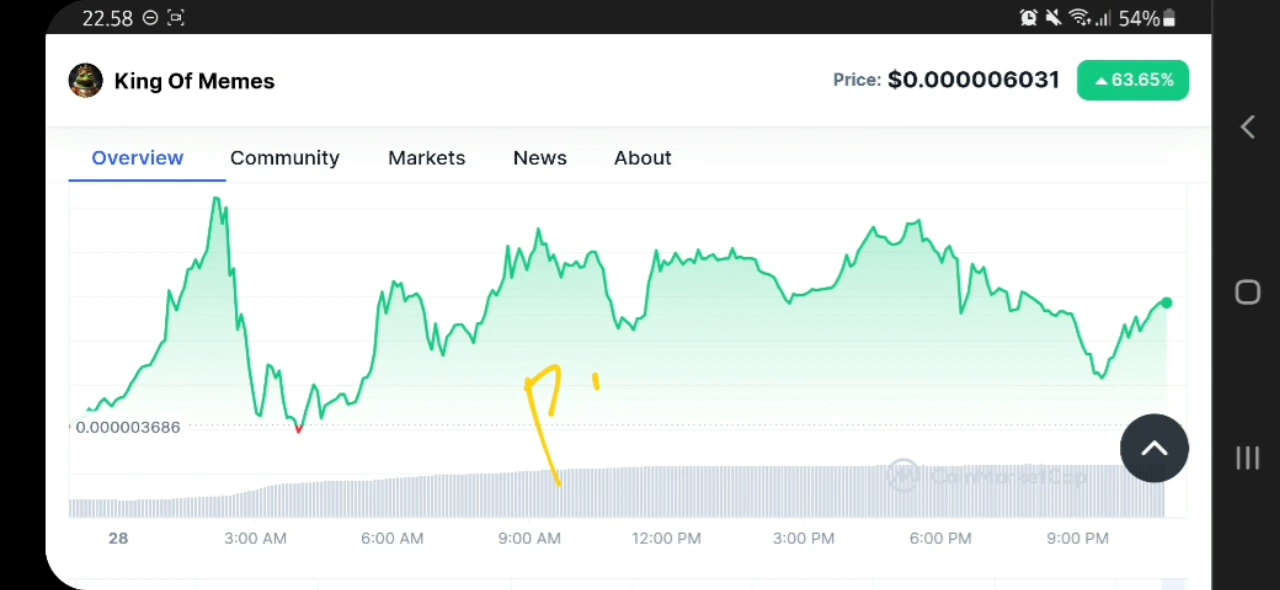 22.58 54%
King Of Memes Price: $0.000006031 ▲ 63.65%
Overview Community Markets News About
0.000003686
CoinMarketCap
28 3:00 AM 6:00 AM 9:00 AM 12:00 PM 3:00 PM 6:00 PM 9:00 PM